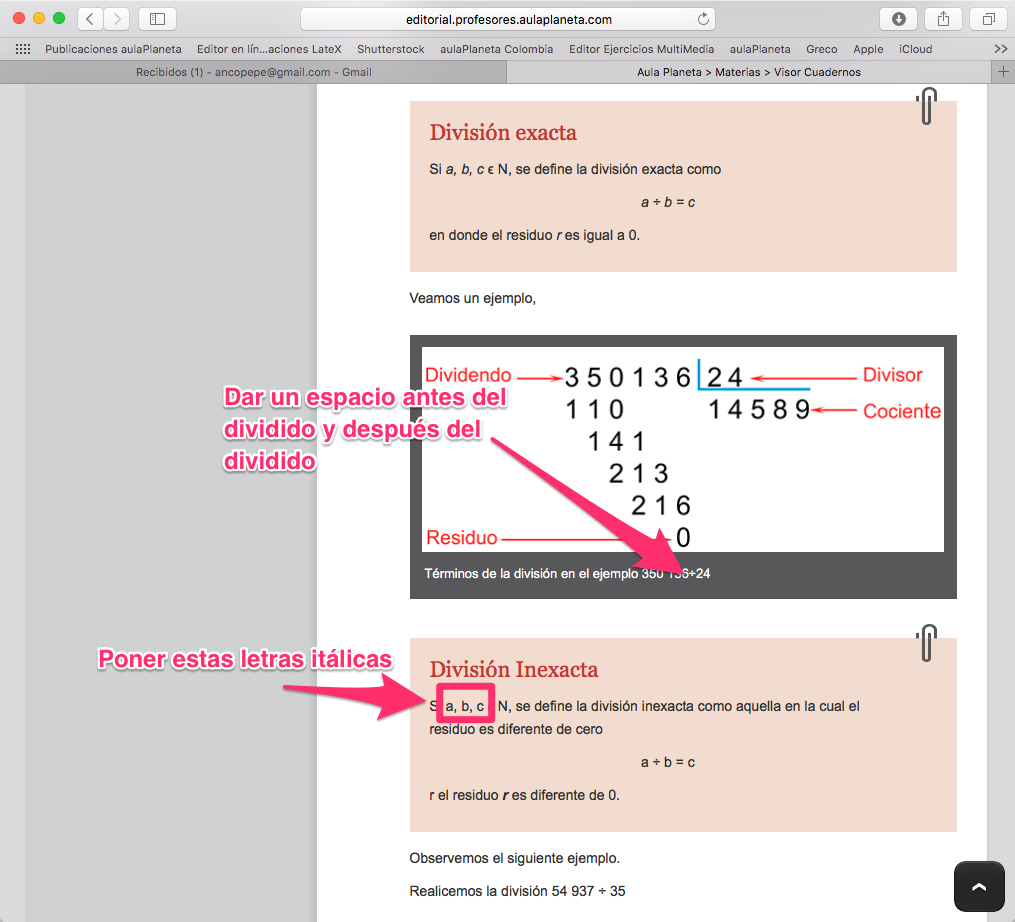 editorial.profesores.aulaplaneta.com
Publicaciones aulaPlaneta Editor en lín...aciones LateX Shutterstock aulaPlaneta Colombia Editor Ejercicios MultiMedia aulaPlaneta Greco Apple iCloud >>
Recibidos (1) - ancopepe@gmail.com - Gmail Aula Planeta > Materias > Visor Cuadernos +
División exacta
Si a, b, c ϵ N, se define la división exacta como
a ÷ b = c
en donde el residuo r es igual a 0.
Veamos un ejemplo,
Dividendo 350136 24 Divisor
110 14589 Cociente
141
213
216
Residuo 0
Dar un espacio antes del
dividido y después del
dividido
Términos de la división en el ejemplo 350 136÷24
Poner estas letras itálicas
División Inexacta
Si a, b, c N, se define la división inexacta como aquella en la cual el
residuo es diferente de cero
a ÷ b = c
r el residuo r es diferente de 0.
Observemos el siguiente ejemplo.
Realicemos la división 54 937 ÷ 35